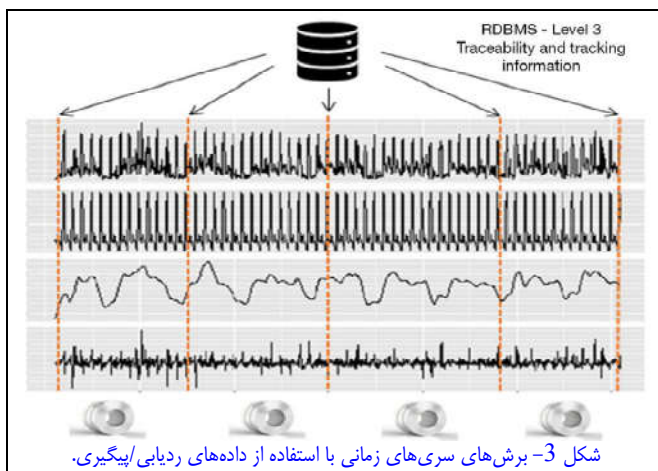 RDBMS - Level 3
Traceability and tracking
information
شکل 3- برش‌های سری‌های زمانی با استفاده از داده‌های ردیابی/پیگیری.